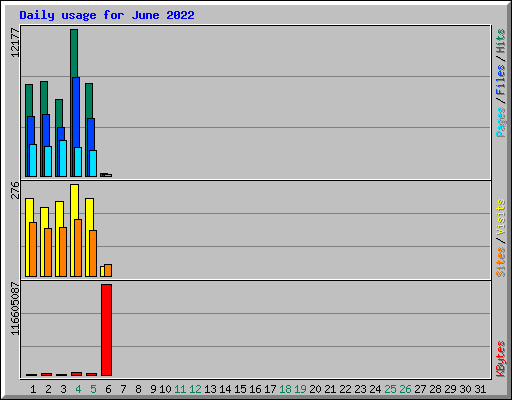 Daily usage for June 2022
12177
276
116605087
Pages / Files / Hits
Sites / Visits
KBytes
1 2 3 4 5 6 7 8 9 10 11 12 13 14 15 16 17 18 19 20 21 22 23 24 25 26 27 28 29 30 31